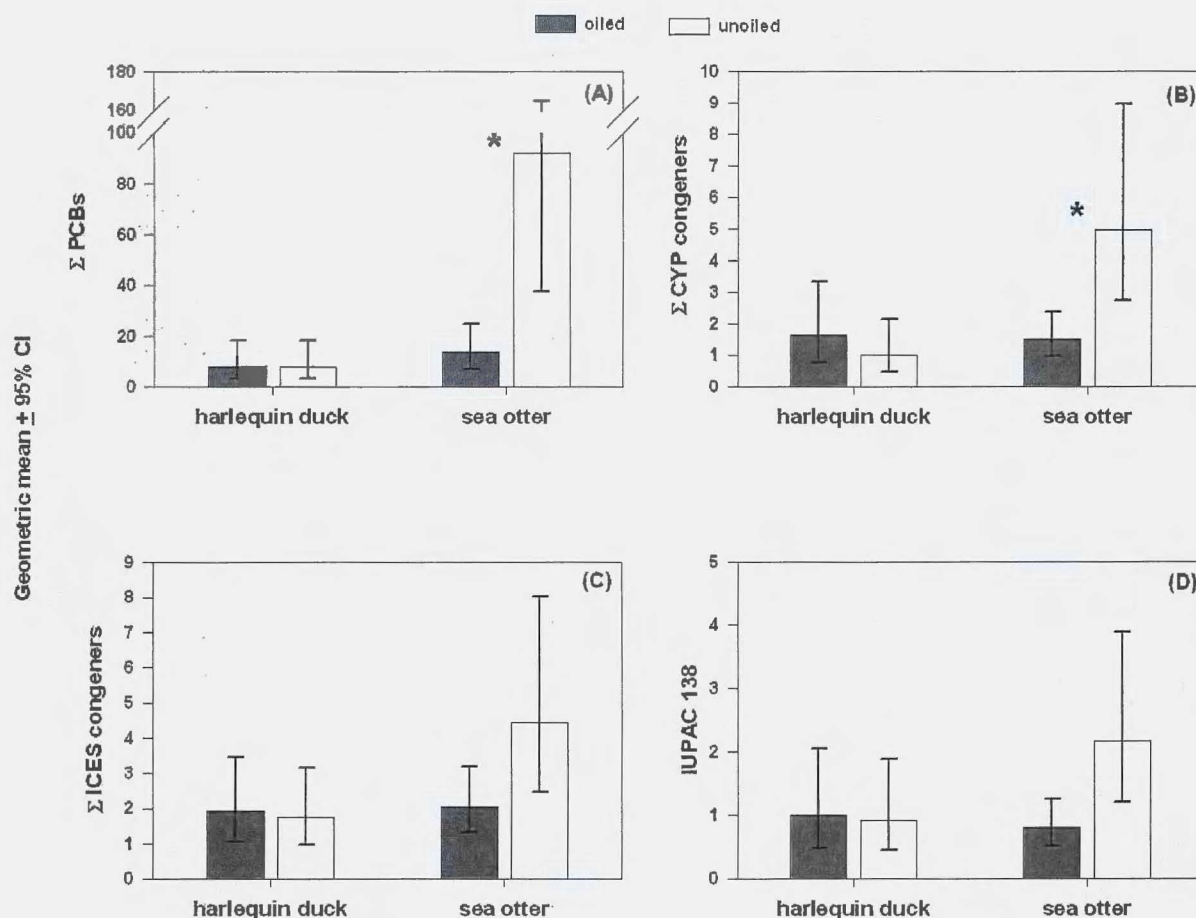 oiled unoiled
Geometric mean ± 95% CI
(A)
Σ PCBs
180
160
100
80
60
40
20
0
*
harlequin duck sea otter
(B)
Σ CYP congeners
10
9
8
7
6
5
4
3
2
1
0
*
harlequin duck sea otter
(C)
Σ ICES congeners
9
8
7
6
5
4
3
2
1
0
harlequin duck sea otter
(D)
IUPAC 138
5
4
3
2
1
0
harlequin duck sea otter